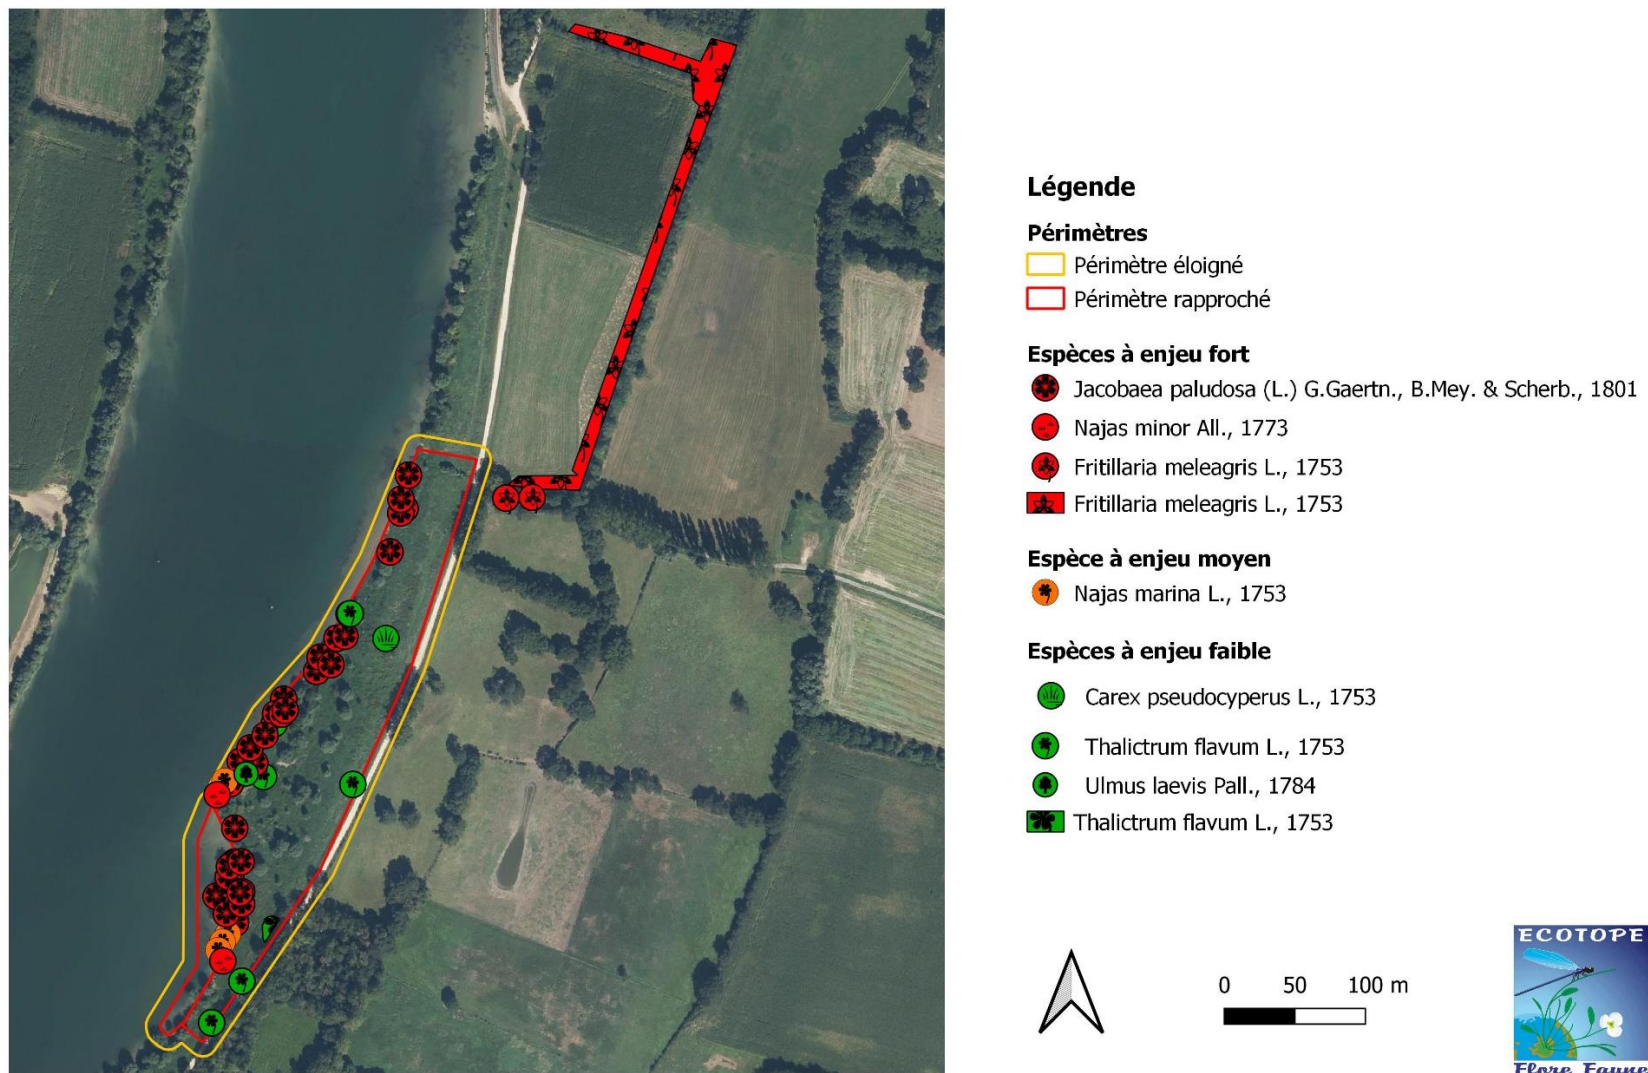 Légende
Périmètres
Périmètre éloigné
Périmètre rapproché
Espèces à enjeu fort
Jacobaea paludosa (L.) G.Gaertn., B.Mey. & Scherb., 1801
Najas minor All., 1773
Fritillaria meleagris L., 1753
Fritillaria meleagris L., 1753
Espèce à enjeu moyen
Najas marina L., 1753
Espèces à enjeu faible
Carex pseudocyperus L., 1753
Thalictrum flavum L., 1753
Ulmus laevis Pall., 1784
Thalictrum flavum L., 1753
0 50 100 m
ECOTOPE
Flore Faune